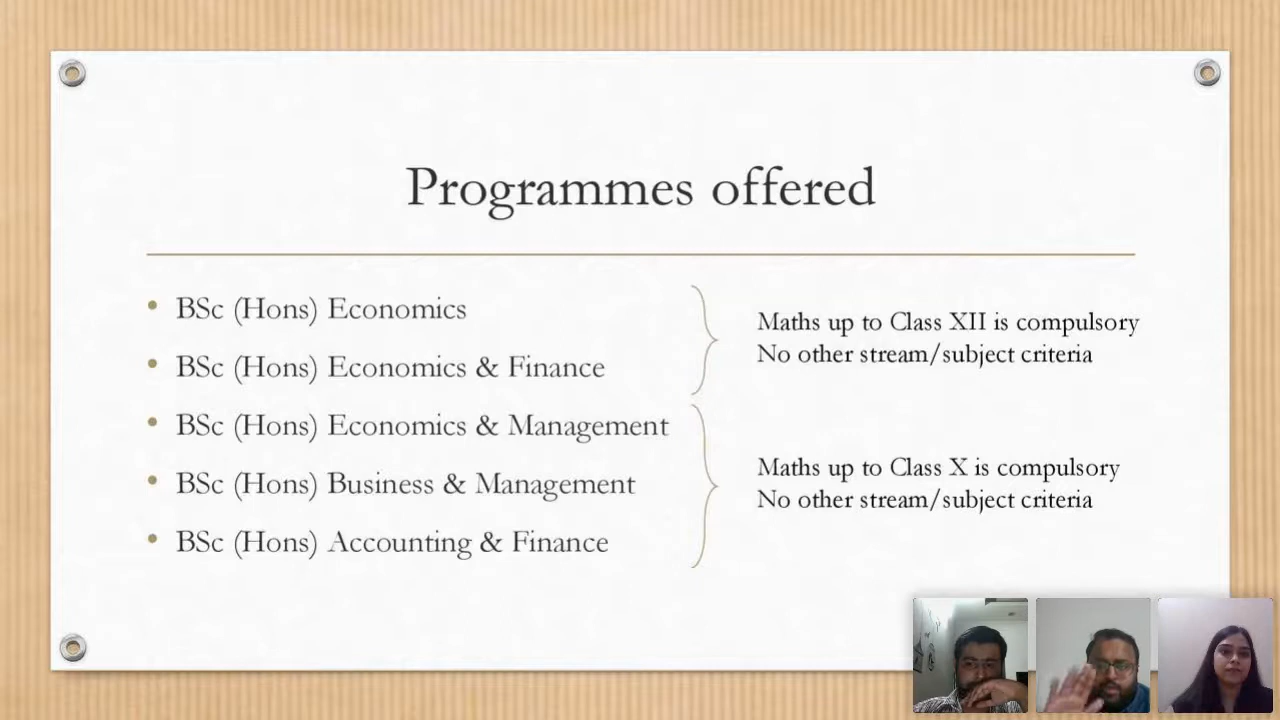 Programmes offered
BSc (Hons) Economics
BSc (Hons) Economics & Finance
BSc (Hons) Economics & Management
BSc (Hons) Business & Management
BSc (Hons) Accounting & Finance
Maths up to Class XII is compulsory
No other stream/subject criteria
Maths up to Class X is compulsory
No other stream/subject criteria